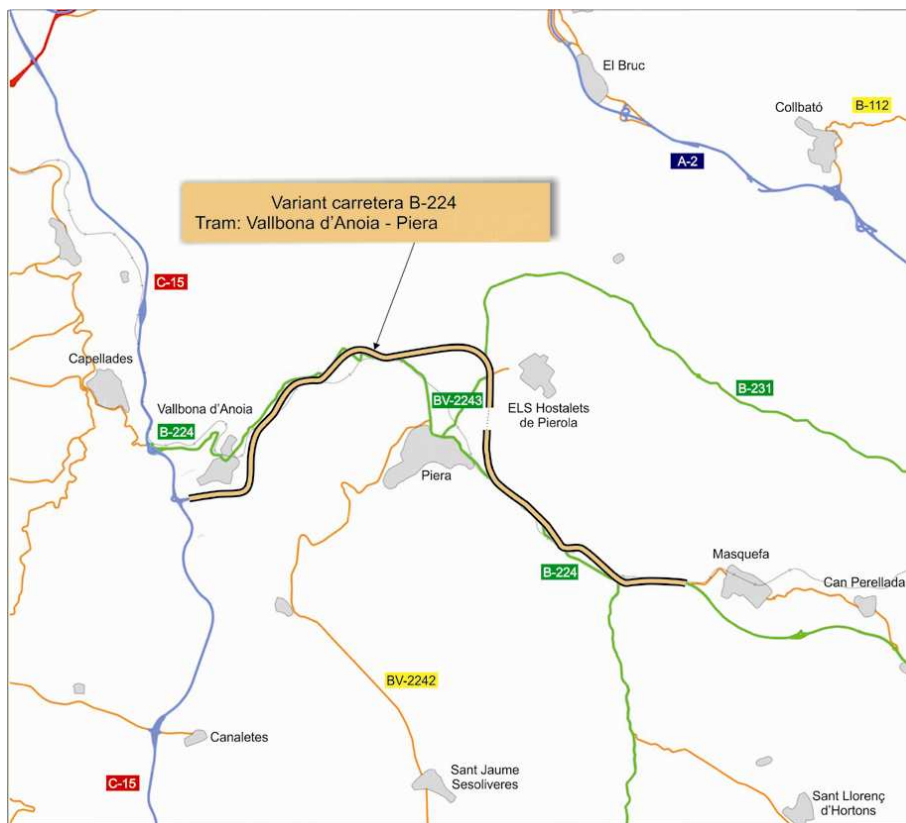 El Bruc
Collbató
B-112
A-2
Variant carretera B-224
Tram: Vallbona d'Anoia - Piera
C-15
Capellades
Vallbona d'Anoia
B-224
BV-2243
ELS Hostalets
de Pierola
B-231
Piera
B-224
Masquefa
Can Perellada
BV-2242
Canaletes
C-15
Sant Jaume
Sesoliveres
Sant Llorenç
d'Hortons